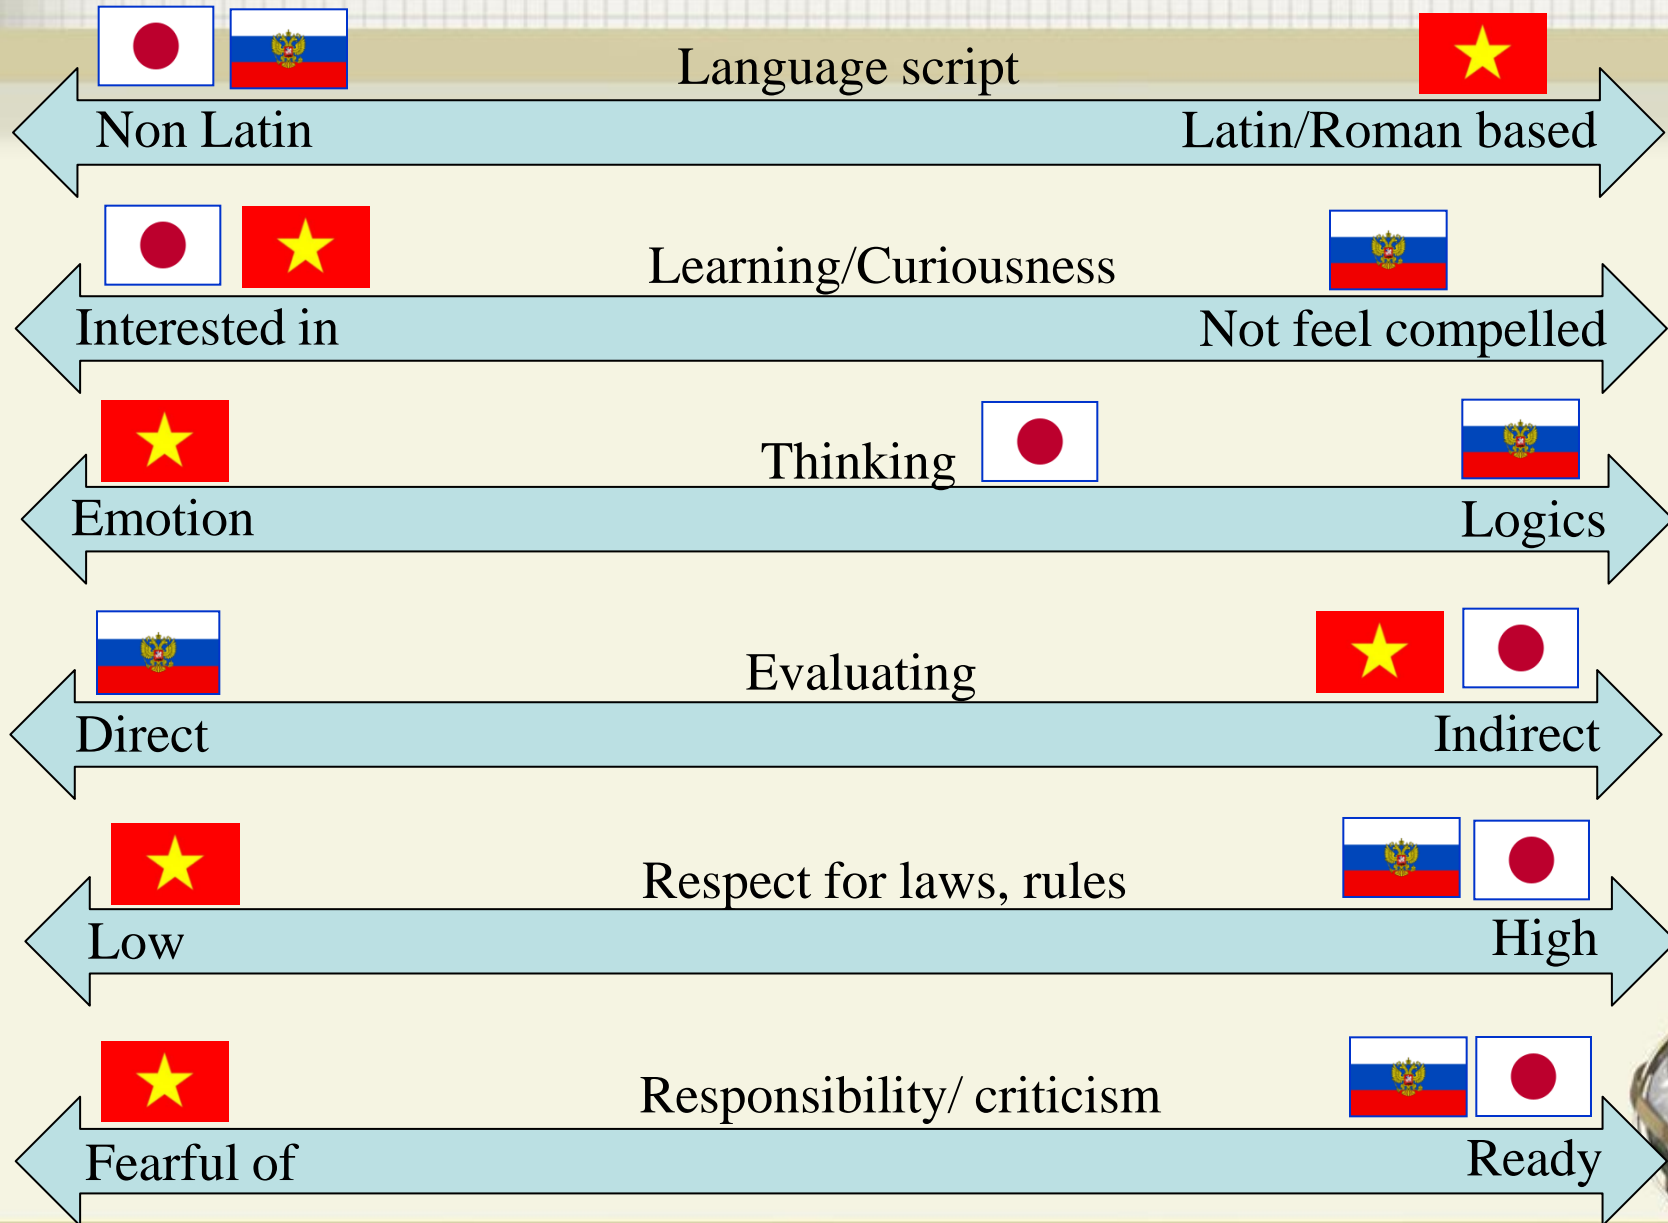 Language script
Non Latin
Latin/Roman based
Learning/Curiousness
Interested in
Not feel compelled
Thinking
Emotion
Logics
Evaluating
Direct
Indirect
Respect for laws, rules
Low
High
Responsibility/ criticism
Fearful of
Ready